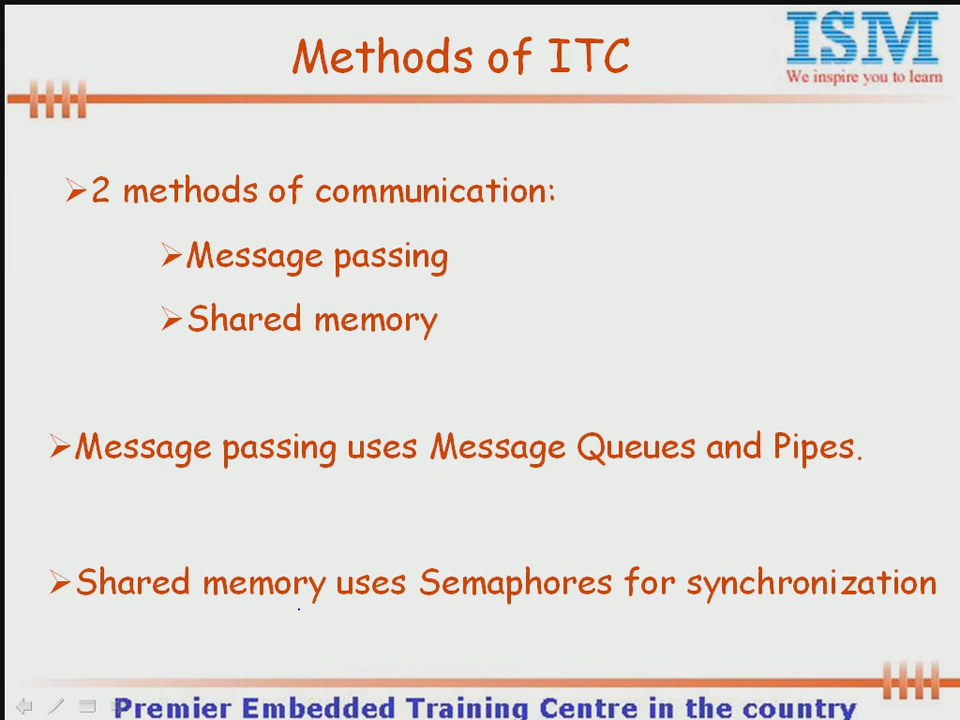 Methods of ITC
ISM
We inspire you to learn
2 methods of communication:
Message passing
Shared memory
Message passing uses Message Queues and Pipes.
Shared memory uses Semaphores for synchronization
Premier Embedded Training Centre in the country